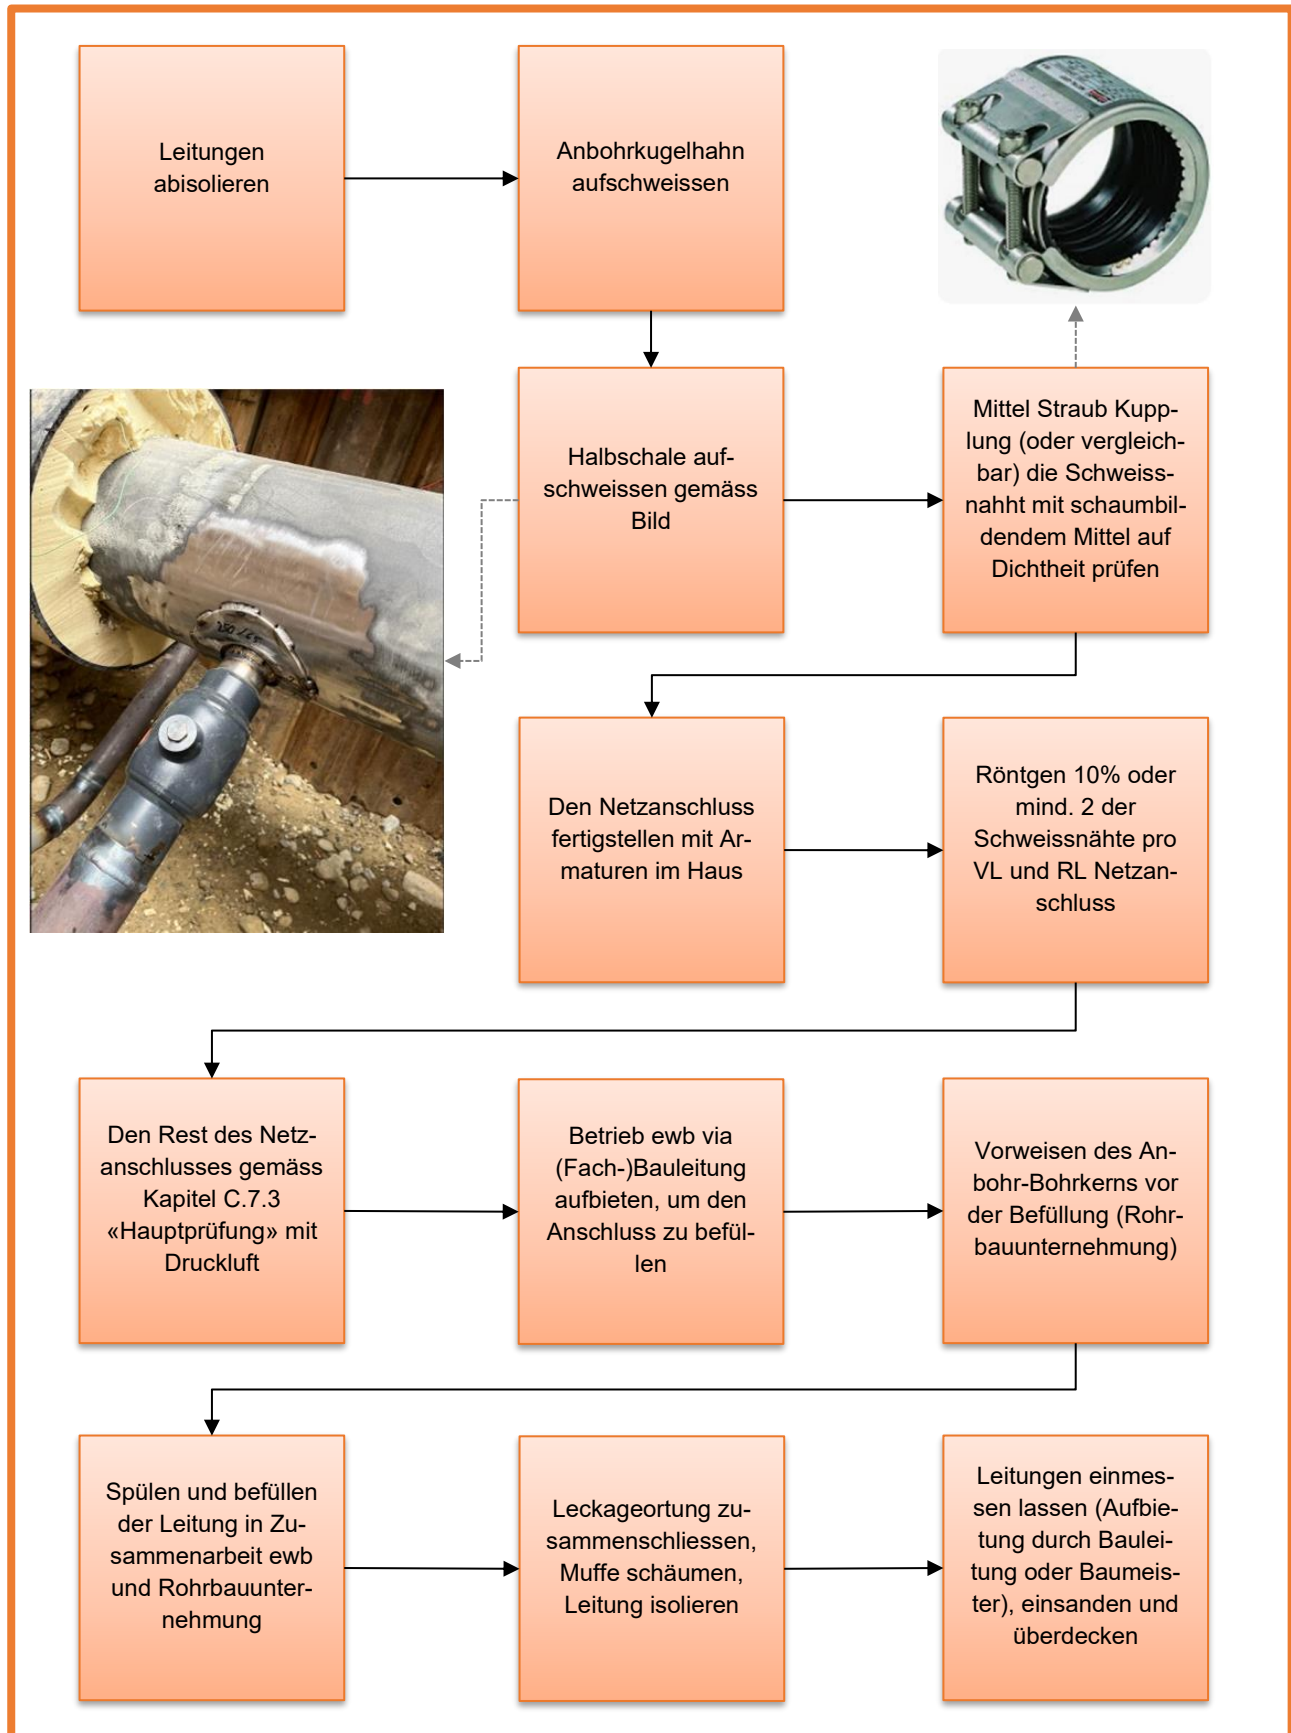 Leitungen
abisolieren
Anbohrkugelhahn
aufschweissen
Halbschale auf-
schweissen gemäss
Bild
Mittel Straub Kupp-
lung (oder vergleich-
bar) die Schweiss-
nahht mit schaumbil-
dendem Mittel auf
Dichtheit prüfen
Den Netzanschluss
fertigstellen mit Ar-
maturen im Haus
Röntgen 10% oder
mind. 2 der
Schweissnähte pro
VL und RL Netzan-
schluss
Den Rest des Netz-
anschlusses gemäss
Kapitel C.7.3
«Hauptprüfung» mit
Druckluft
Betrieb ewb via
(Fach-)Bauleitung
aufbieten, um den
Anschluss zu befül-
len
Vorweisen des An-
bohr-Bohrkerns vor
der Befüllung (Rohr-
bauunternehmung)
Spülen und befüllen
der Leitung in Zu-
sammenarbeit ewb
und Rohrbauunter-
nehmung
Leckageortung zu-
sammenschliessen,
Muffe schäumen,
Leitung isolieren
Leitungen einmes-
sen lassen (Aufbie-
tung durch Baulei-
tung oder Baumeis-
ter), einsanden und
überdecken